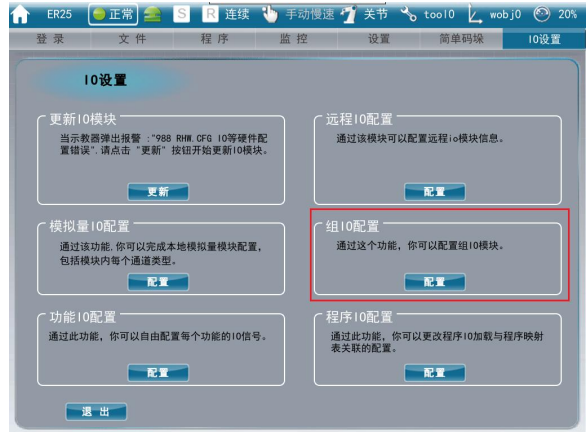 ER25 正常 S R 连续 手动慢速 关节 tool0 wobj0 20%
登录 文件 程序 监控 设置 简单码垛 IO设置
IO设置
更新IO模块
当示教器弹出报警 :"988 RHW.CFG IO等硬件配
置错误".请点击 "更新" 按钮开始更新IO模块。
更新
远程IO配置
通过该模块可以配置远程io模块信息。
配置
模拟量IO配置
通过该功能.你可以完成本地模拟量模块配置,
包括模块内每个通道类型。
配置
组IO配置
通过这个功能，你可以配置组IO模块。
配置
功能IO配置
通过此功能，你可以自由配置每个功能的IO信号。
配置
程序IO配置
通过此功能，你可以更改程序IO加载与程序映射
表关联的配置。
配置
退 出